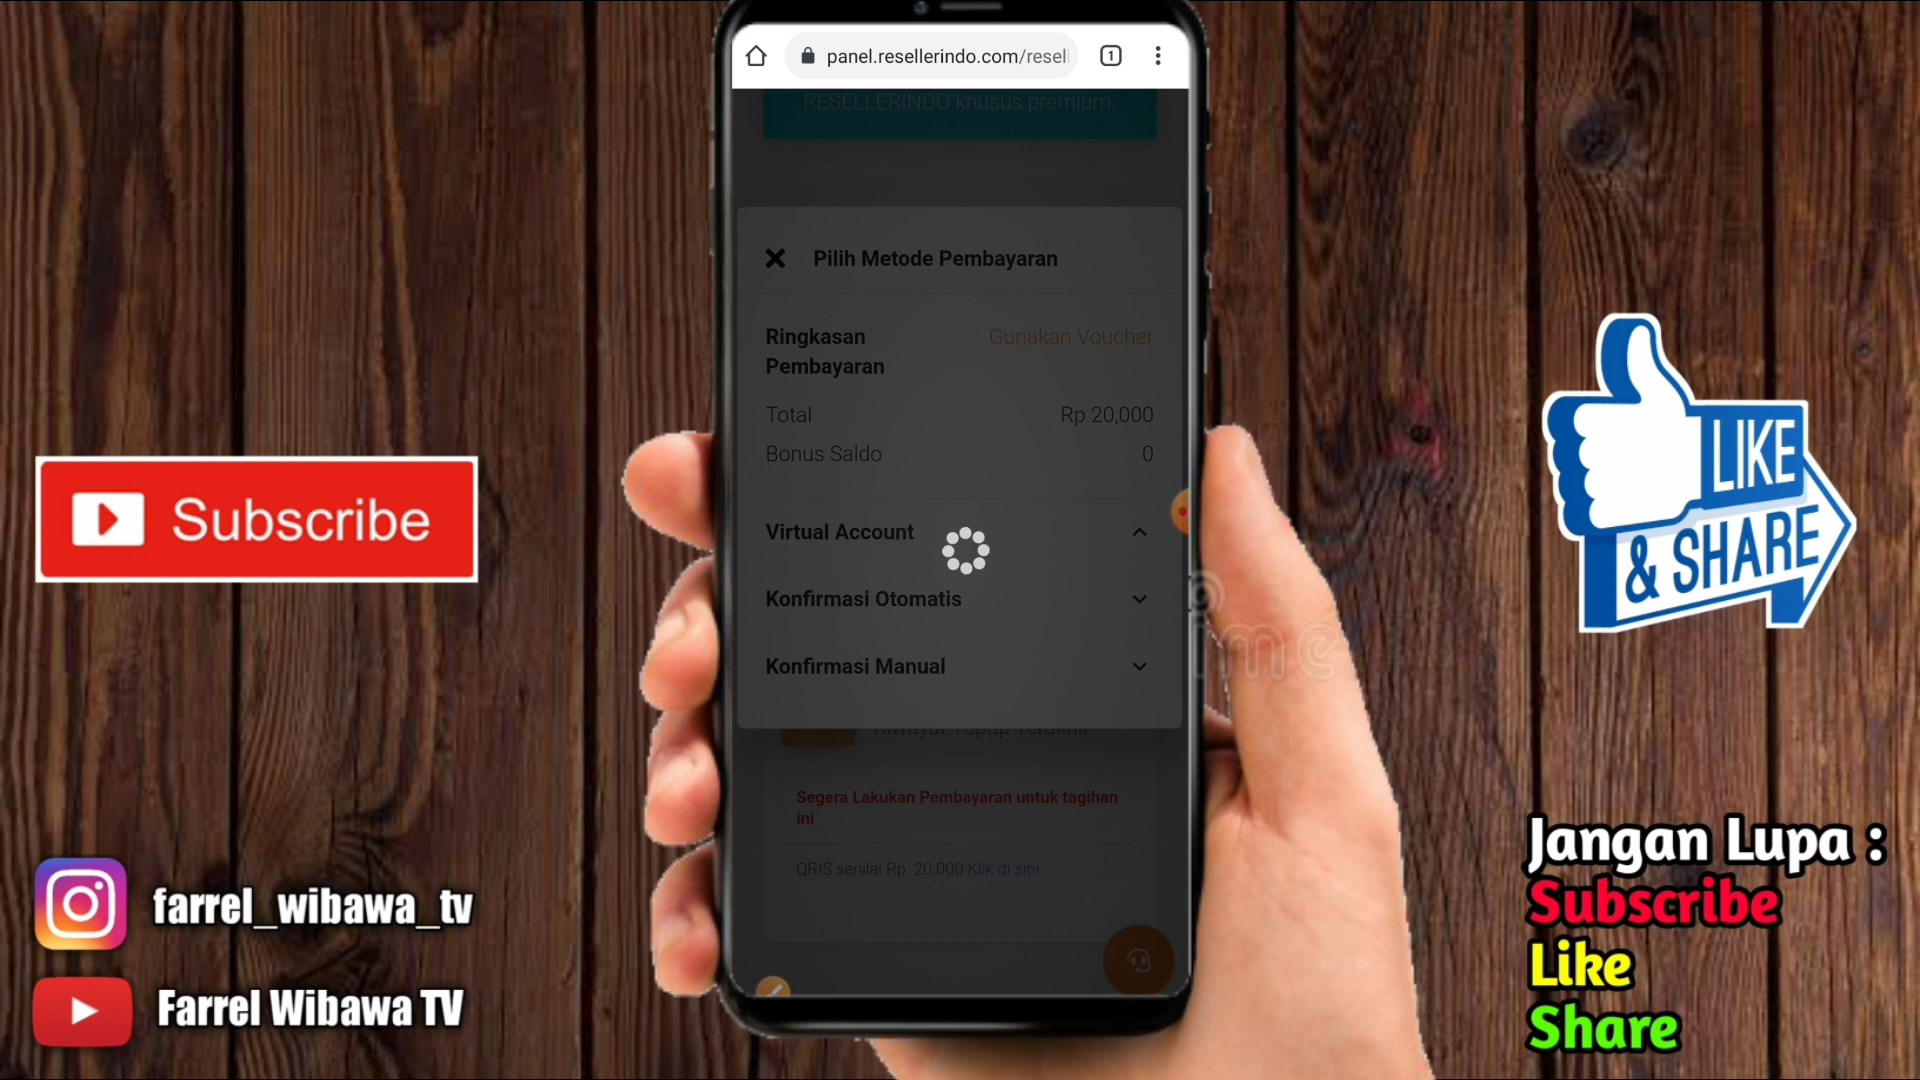 panel.resellerindo.com/resell
1
RESELLERINDO khusus premium.
Pilih Metode Pembayaran
Ringkasan Pembayaran
Gunakan Voucher
Total Rp 20,000
Bonus Saldo 0
Virtual Account
Konfirmasi Otomatis
Konfirmasi Manual
Riwayat Topup Terakhir
Segera Lakukan Pembayaran untuk tagihan
ini
QRIS senilai Rp. 20.000 Klik di sini
Subscribe
farrel_wibawa_tv
Farrel Wibawa TV
LIKE
& SHARE
Jangan Lupa :
Subscribe
Like
Share